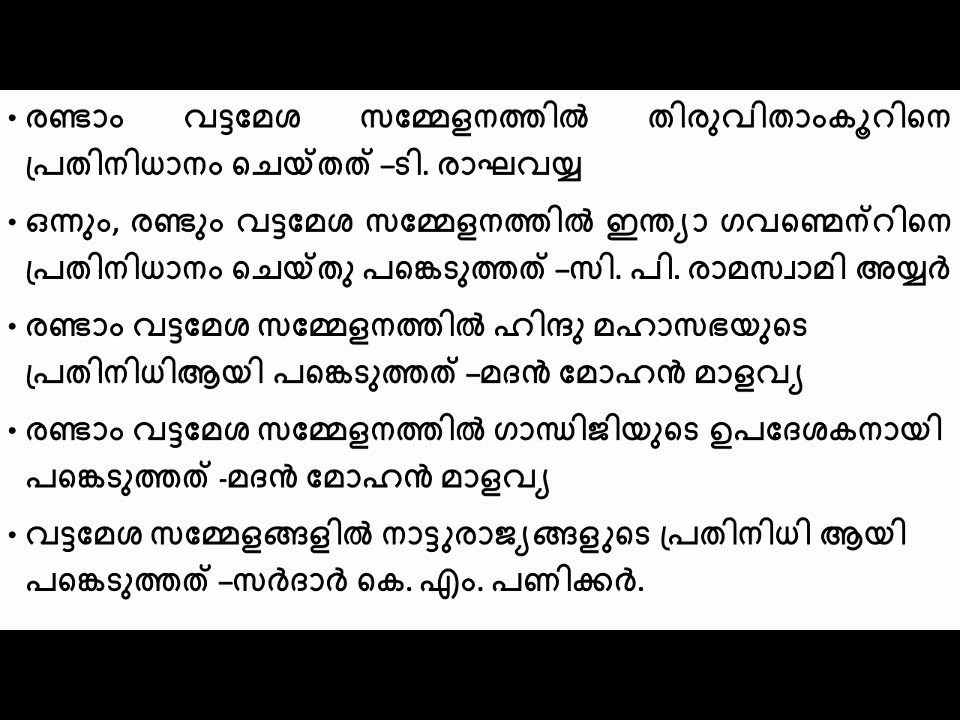 • രണ്ടാം വട്ടമേശ സമ്മേളനത്തിൽ തിരുവിതാംകൂറിനെ
പ്രതിനിധാനം ചെയ്തത് –ടി. രാഘവയ്യ
• ഒന്നും, രണ്ടും വട്ടമേശ സമ്മേളനത്തിൽ ഇന്ത്യാ ഗവണ്മെന്റിനെ
പ്രതിനിധാനം ചെയ്തു പങ്കെടുത്തത് –സി. പി. രാമസ്വാമി അയ്യർ
• രണ്ടാം വട്ടമേശ സമ്മേളനത്തിൽ ഹിന്ദു മഹാസഭയുടെ
പ്രതിനിധിആയി പങ്കെടുത്തത് –മദൻ മോഹൻ മാളവ്യ
• രണ്ടാം വട്ടമേശ സമ്മേളനത്തിൽ ഗാന്ധിജിയുടെ ഉപദേശകനായി
പങ്കെടുത്തത് -മദൻ മോഹൻ മാളവ്യ
• വട്ടമേശ സമ്മേളങ്ങളിൽ നാട്ടുരാജ്യങ്ങളുടെ പ്രതിനിധി ആയി
പങ്കെടുത്തത് –സർദാർ കെ. എം. പണിക്കർ.